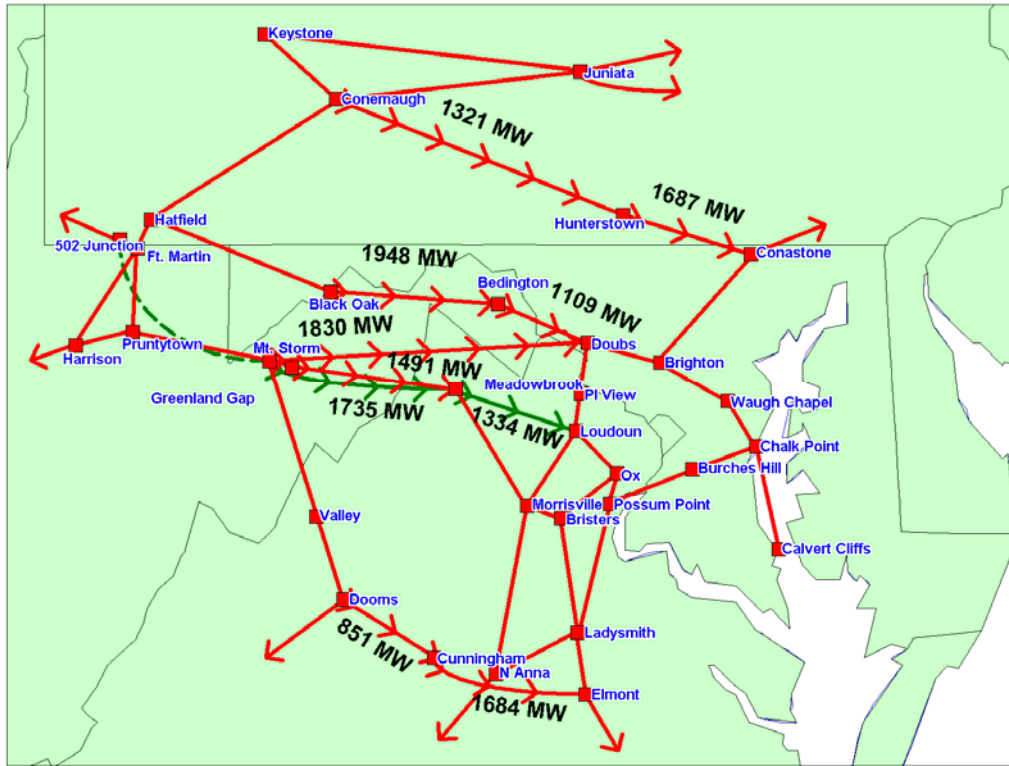 Keystone
Juniata
Conemaugh
1321 MW
1687 MW
Hatfield
Hunterstown
502 Junction
Ft. Martin
Conastone
1948 MW
Bedington
Black Oak
1109 MW
1830 MW
Pruntytown
Harrison
Mt. Storm
Doubs
1491 MW
Brighton
Meadowbrook
Greenland Gap
Pl View
Waugh Chapel
1735 MW
1334 MW
Loudoun
Chalk Point
Burches Hill
Ox
Morrisville
Possum Point
Valley
Bristers
Calvert Cliffs
Dooms
851 MW
Ladysmith
Cunningham
N Anna
Elmont
1684 MW